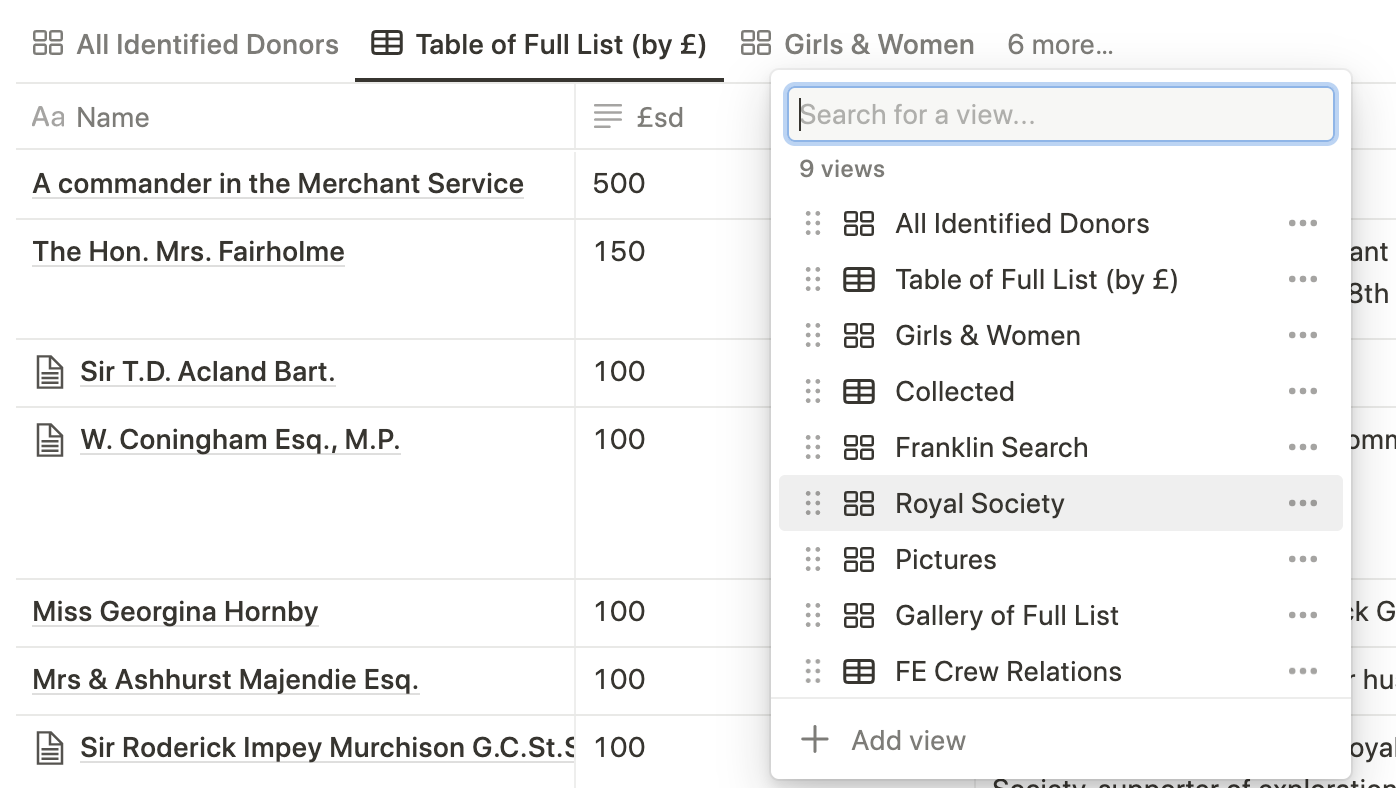 All Identified Donors
Table of Full List (by £)
Girls & Women
6 more...
Aa Name
£sd
A commander in the Merchant Service
500
The Hon. Mrs. Fairholme
150
Sir T.D. Acland Bart.
100
W. Coningham Esq., M.P.
100
Miss Georgina Hornby
100
Mrs & Ashhurst Majendie Esq.
100
Sir Roderick Impey Murchison G.C.St.S
100
Search for a view...
9 views
All Identified Donors
Table of Full List (by £)
Girls & Women
Collected
Franklin Search
Royal Society
Pictures
Gallery of Full List
FE Crew Relations
Add view
8th
Society, supporter of exploration